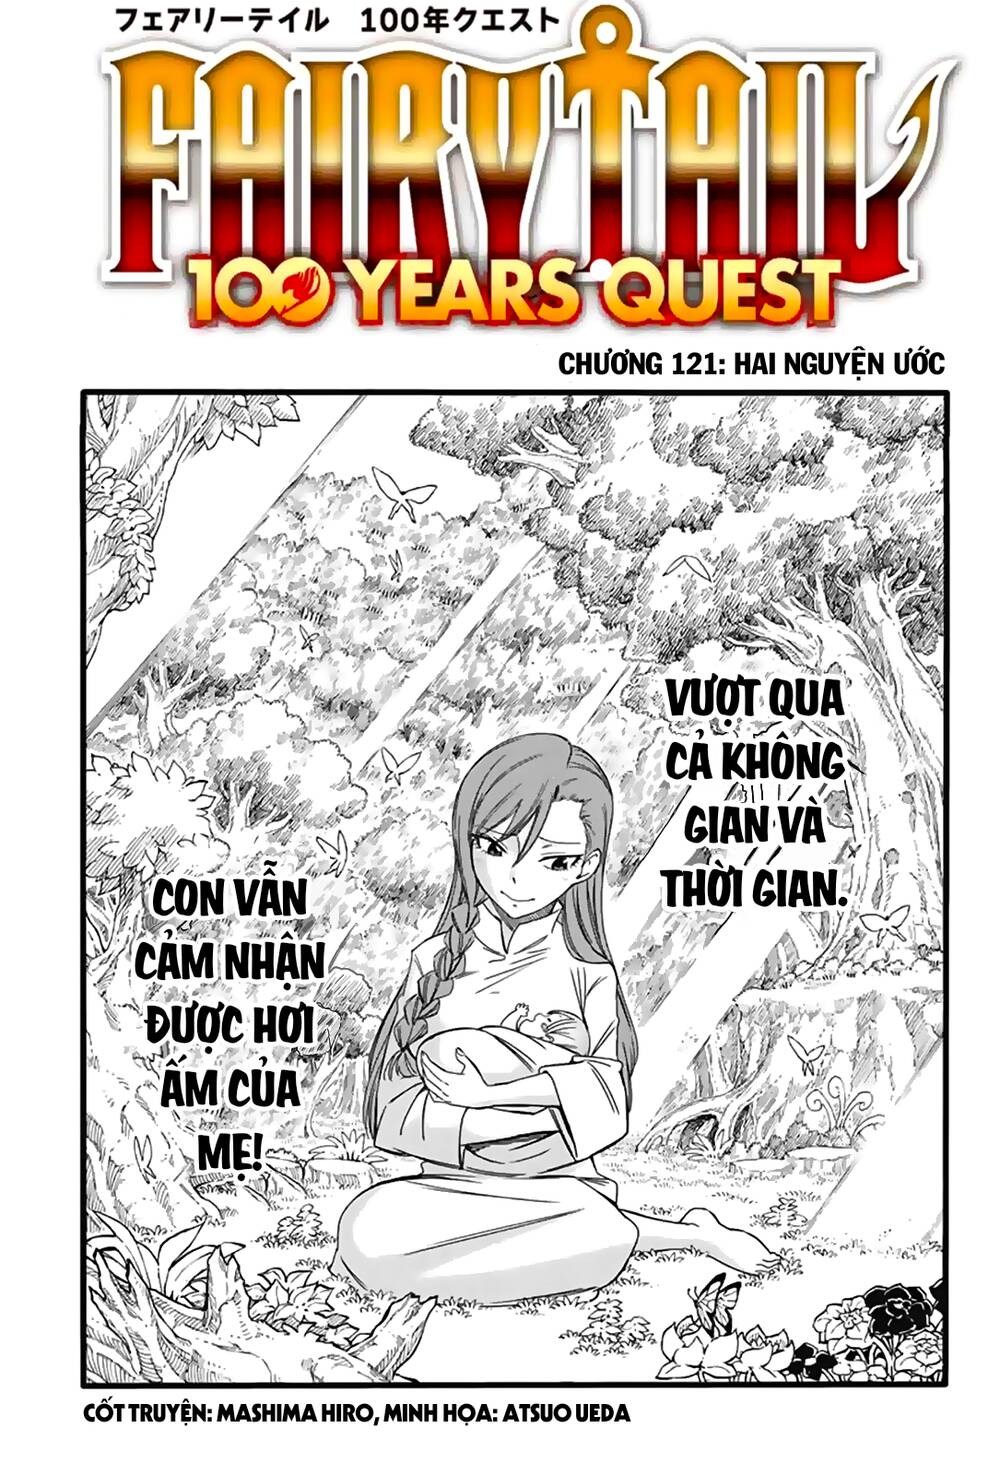 フェアリーテイル 100年クエスト
FAIRY TAIL
100 YEARS QUEST
CHƯƠNG 121: HAI NGUYỆN ƯỚC
VƯỢT QUA
CẢ KHÔNG
GIAN VÀ
THỜI GIAN.
CON VẪN
CẢM NHẬN
ĐƯỢC HƠI
ẤM CỦA
MẸ!
CỐT TRUYỆN: MASHIMA HIRO, MINH HỌA: ATSUO UEDA